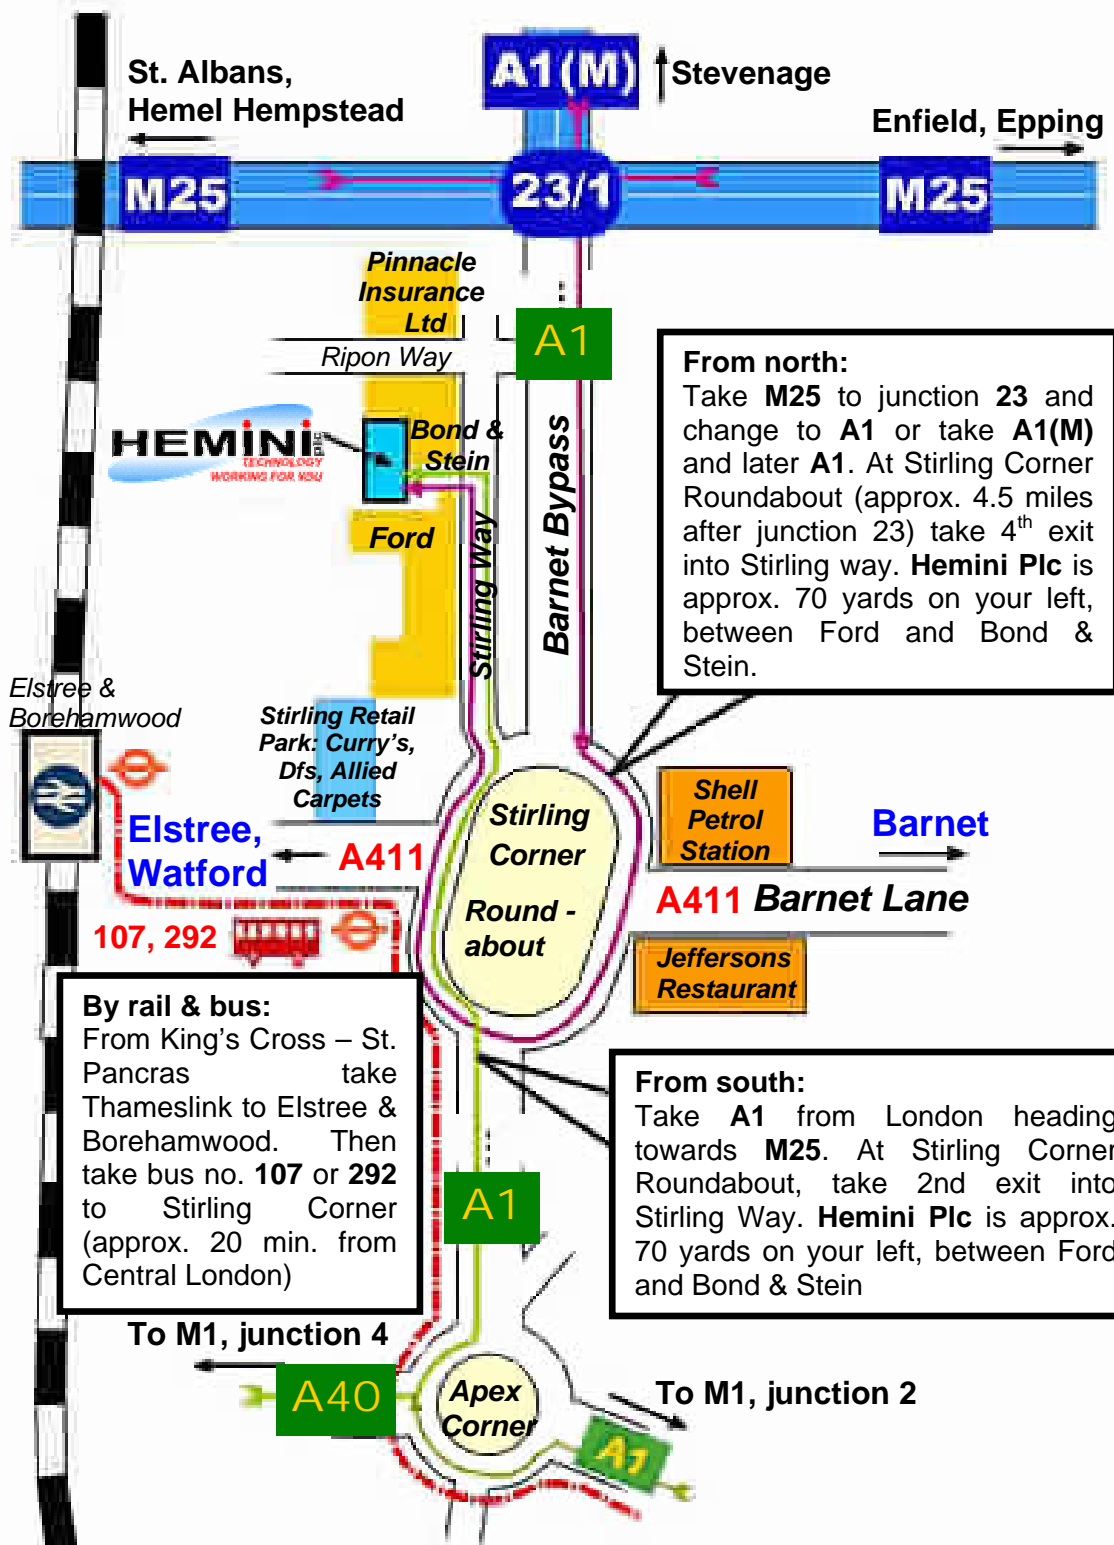 St. Albans,
Hemel Hempstead
A1(M)
Stevenage
Enfield, Epping
M25
23/1
M25
Pinnacle
Insurance
Ltd
A1
Ripon Way
HEMINI plc
TECHNOLOGY
WORKING FOR YOU
Bond &
Stein
Ford
Stirling Way
Barnet Bypass
From north:
Take M25 to junction 23 and
change to A1 or take A1(M)
and later A1. At Stirling Corner
Roundabout (approx. 4.5 miles
after junction 23) take 4th exit
into Stirling way. Hemini Plc is
approx. 70 yards on your left,
between Ford and Bond &
Stein.
Elstree &
Borehamwood
Stirling Retail
Park: Curry's,
Dfs, Allied
Carpets
Stirling
Corner
Round -
about
Shell
Petrol
Station
Barnet
Elstree,
Watford
A411
A411 Barnet Lane
107, 292
Jeffersons
Restaurant
By rail & bus:
From King's Cross – St.
Pancras take
Thameslink to Elstree &
Borehamwood. Then
take bus no. 107 or 292
to Stirling Corner
(approx. 20 min. from
Central London)
From south:
Take A1 from London heading
towards M25. At Stirling Corner
Roundabout, take 2nd exit into
Stirling Way. Hemini Plc is approx.
70 yards on your left, between Ford
and Bond & Stein
A1
To M1, junction 4
A40
Apex
Corner
To M1, junction 2
A1